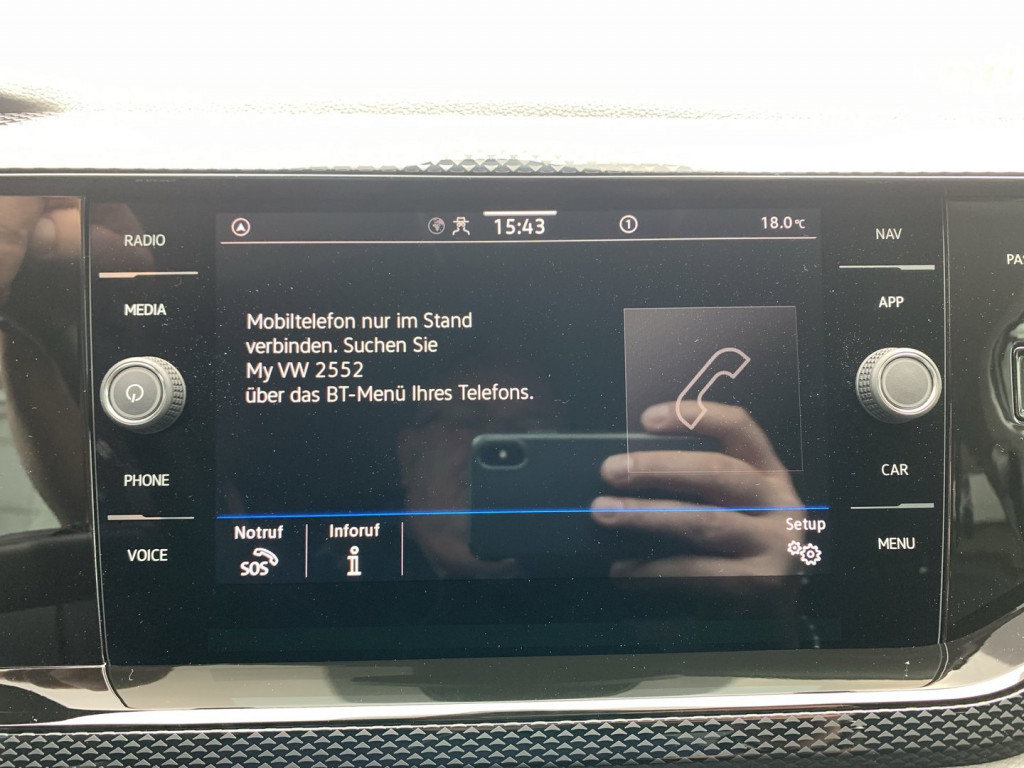 15:43
1
18.0°C
RADIO
MEDIA
PHONE
VOICE
Mobiltelefon nur im Stand
verbinden. Suchen Sie
My VW 2552
über das BT-Menü Ihres Telefons.
Notruf
SOS
Inforuf
i
Setup
NAV
APP
CAR
MENU